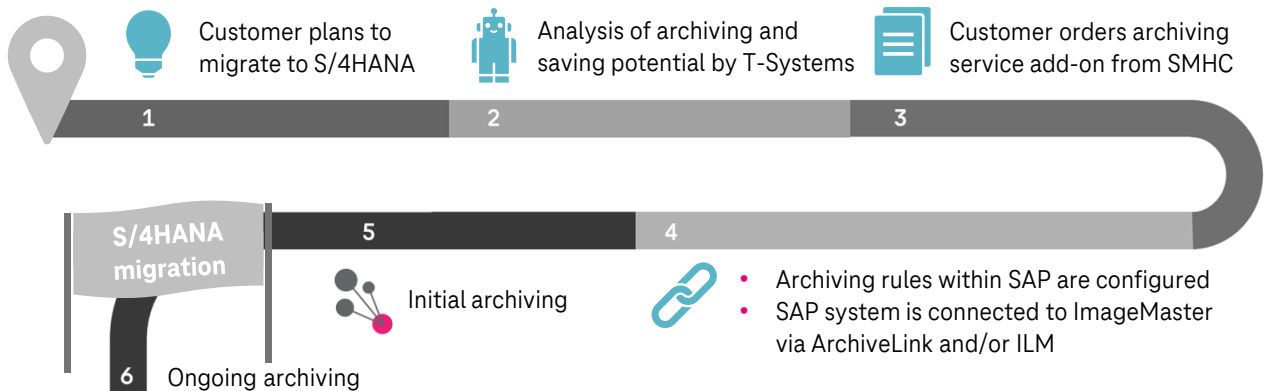 Customer plans to
migrate to S/4HANA
Analysis of archiving and
saving potential by T-Systems
Customer orders archiving
service add-on from SMHC
1
2
3
S/4HANA
migration
5
4
Initial archiving
• Archiving rules within SAP are configured
• SAP system is connected to ImageMaster
via ArchiveLink and/or ILM
6
Ongoing archiving